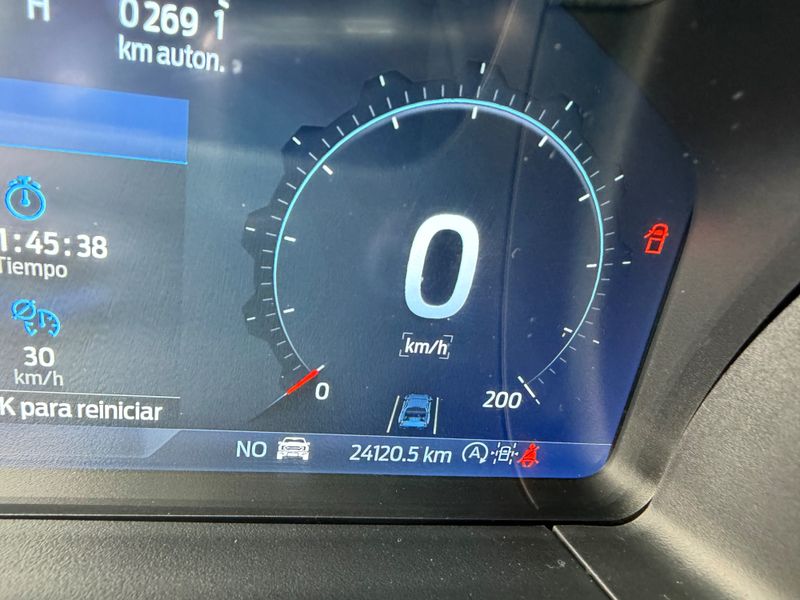 H
0269 1
km auton.
1:45:38
Tiempo
30
km/h
K para reiniciar
0
km/h
0
200
NO
24120.5 km
A